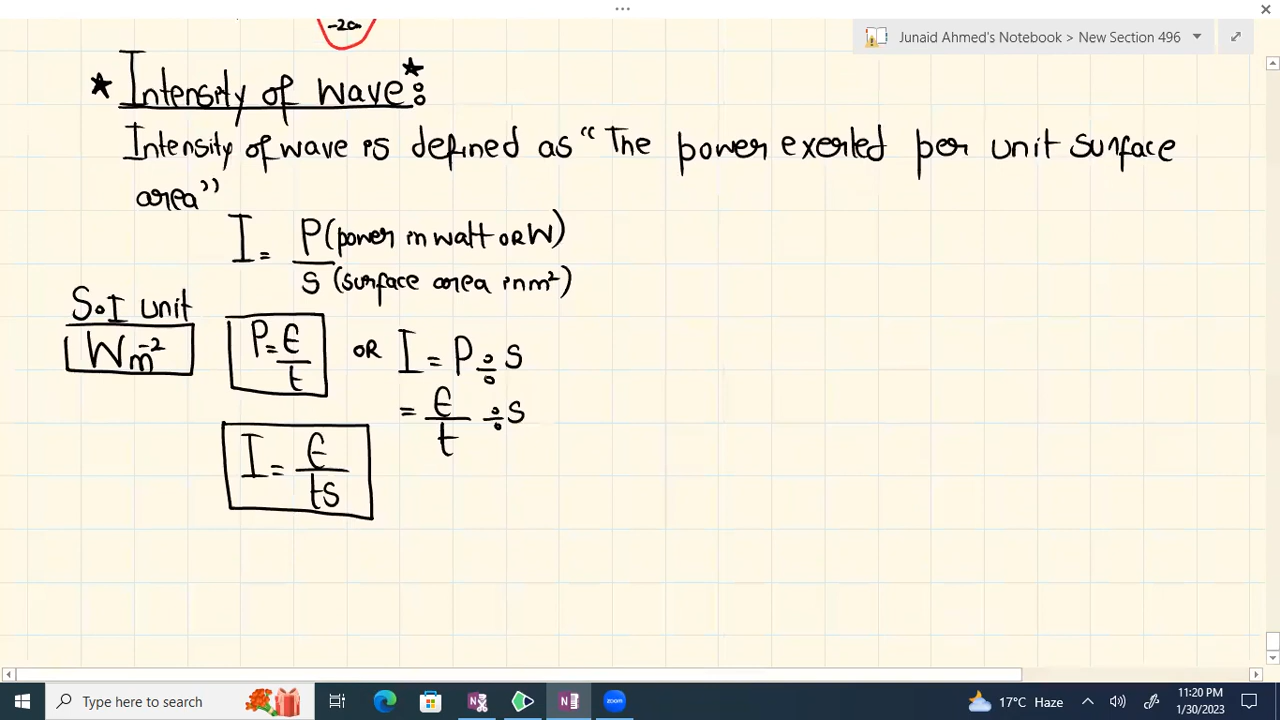 -2a
Junaid Ahmed's Notebook > New Section 496
*Intensity of wave*:
Intensity of wave is defined as "The power exerted per unit surface
area"
I = P (power in watt OR W)
S (surface area in m²)
S.I unit
Wm⁻²
P = E
t
OR I = P ÷ S
= E ÷ S
t
I = E
tS
Type here to search
17°C Haze
11:20 PM
1/30/2023